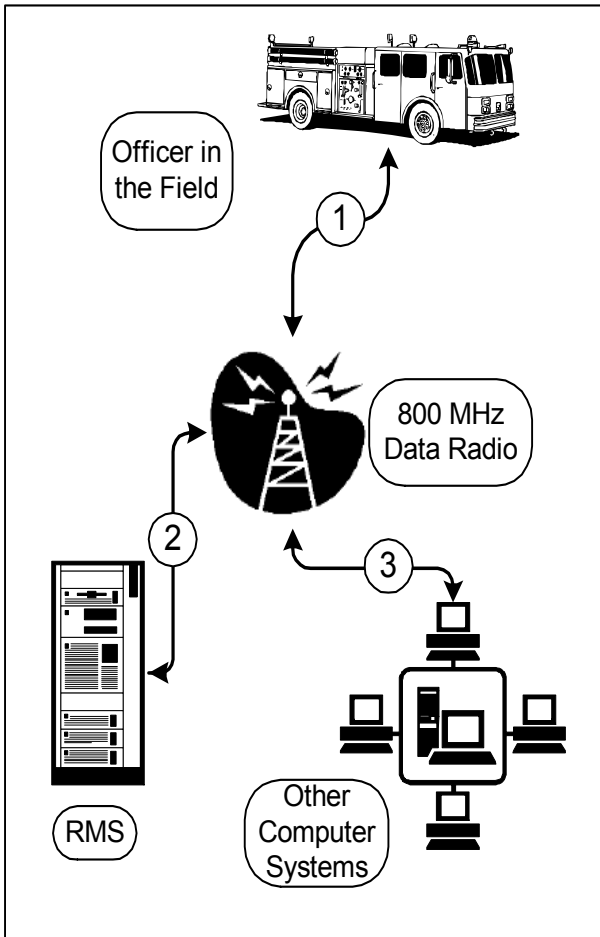 Officer in
the Field
1
800 MHz
Data Radio
2
3
RMS
Other
Computer
Systems